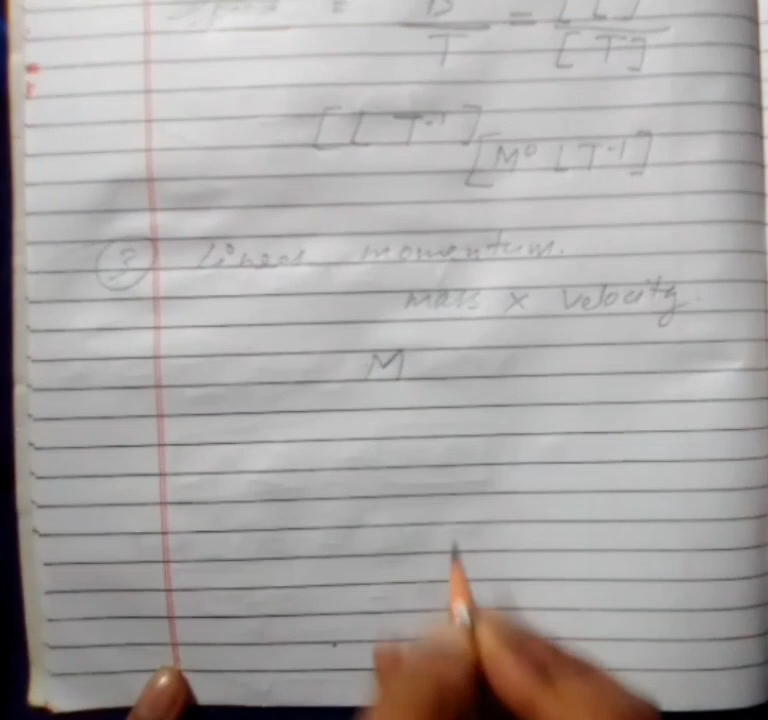 = D/T = [L]/[T]
[L T⁻¹]
[M⁰ L T⁻¹]
③ Linear momentum.
mass × velocity.
M